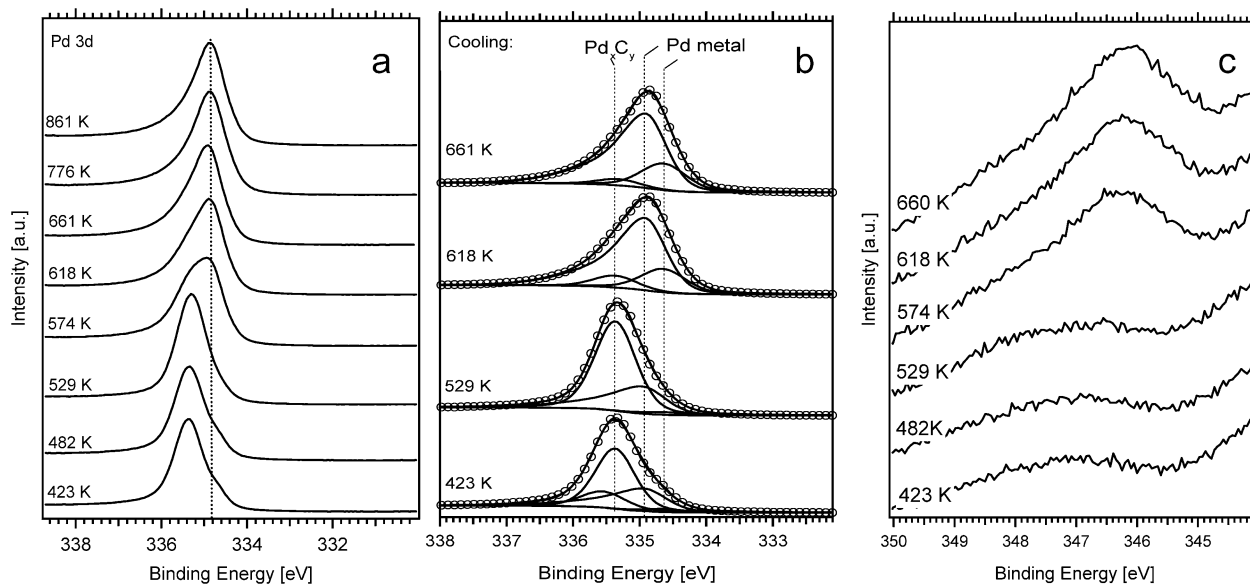 Pd 3d
a
861 K
776 K
661 K
618 K
574 K
529 K
482 K
423 K
338
336
334
332
Binding Energy [eV]
Intensity [a.u.]
Cooling:
PdxCy
Pd metal
b
661 K
618 K
529 K
423 K
338
337
336
335
334
333
Binding Energy [eV]
c
660 K
618 K
574 K
529 K
482K
423 K
350
349
348
347
346
345
Binding Energy [eV]
Intensity [a.u.]